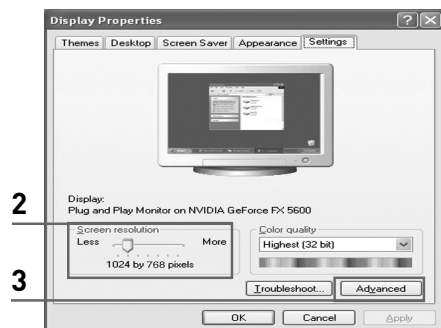 Display Properties
Themes Desktop Screen Saver Appearance Settings
Display:
Plug and Play Monitor on NVIDIA GeForce FX 5600
2
Screen resolution
Less More
1024 by 768 pixels
Color quality
Highest (32 bit)
3
Troubleshoot... Advanced
OK Cancel Apply